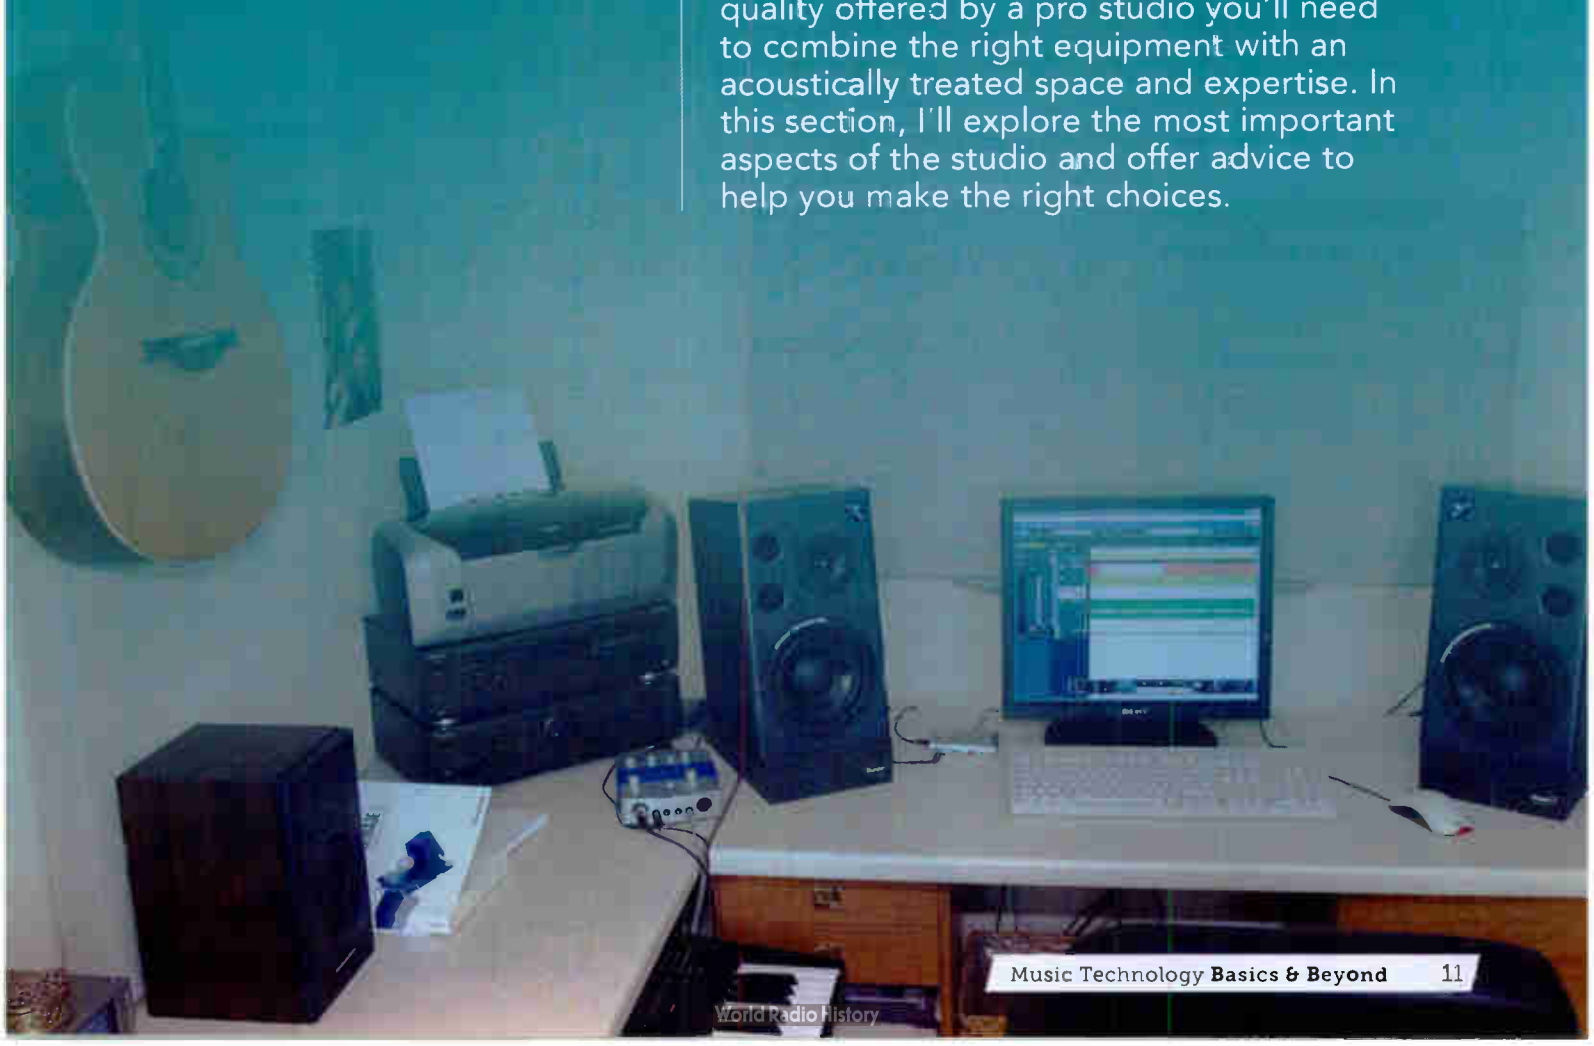 quality offered by a pro studio you'll need
to combine the right equipment with an
acoustically treated space and expertise. In
this section, I'll explore the most important
aspects of the studio and offer advice to
help you make the right choices.
Music Technology Basics & Beyond 11
World Radio History